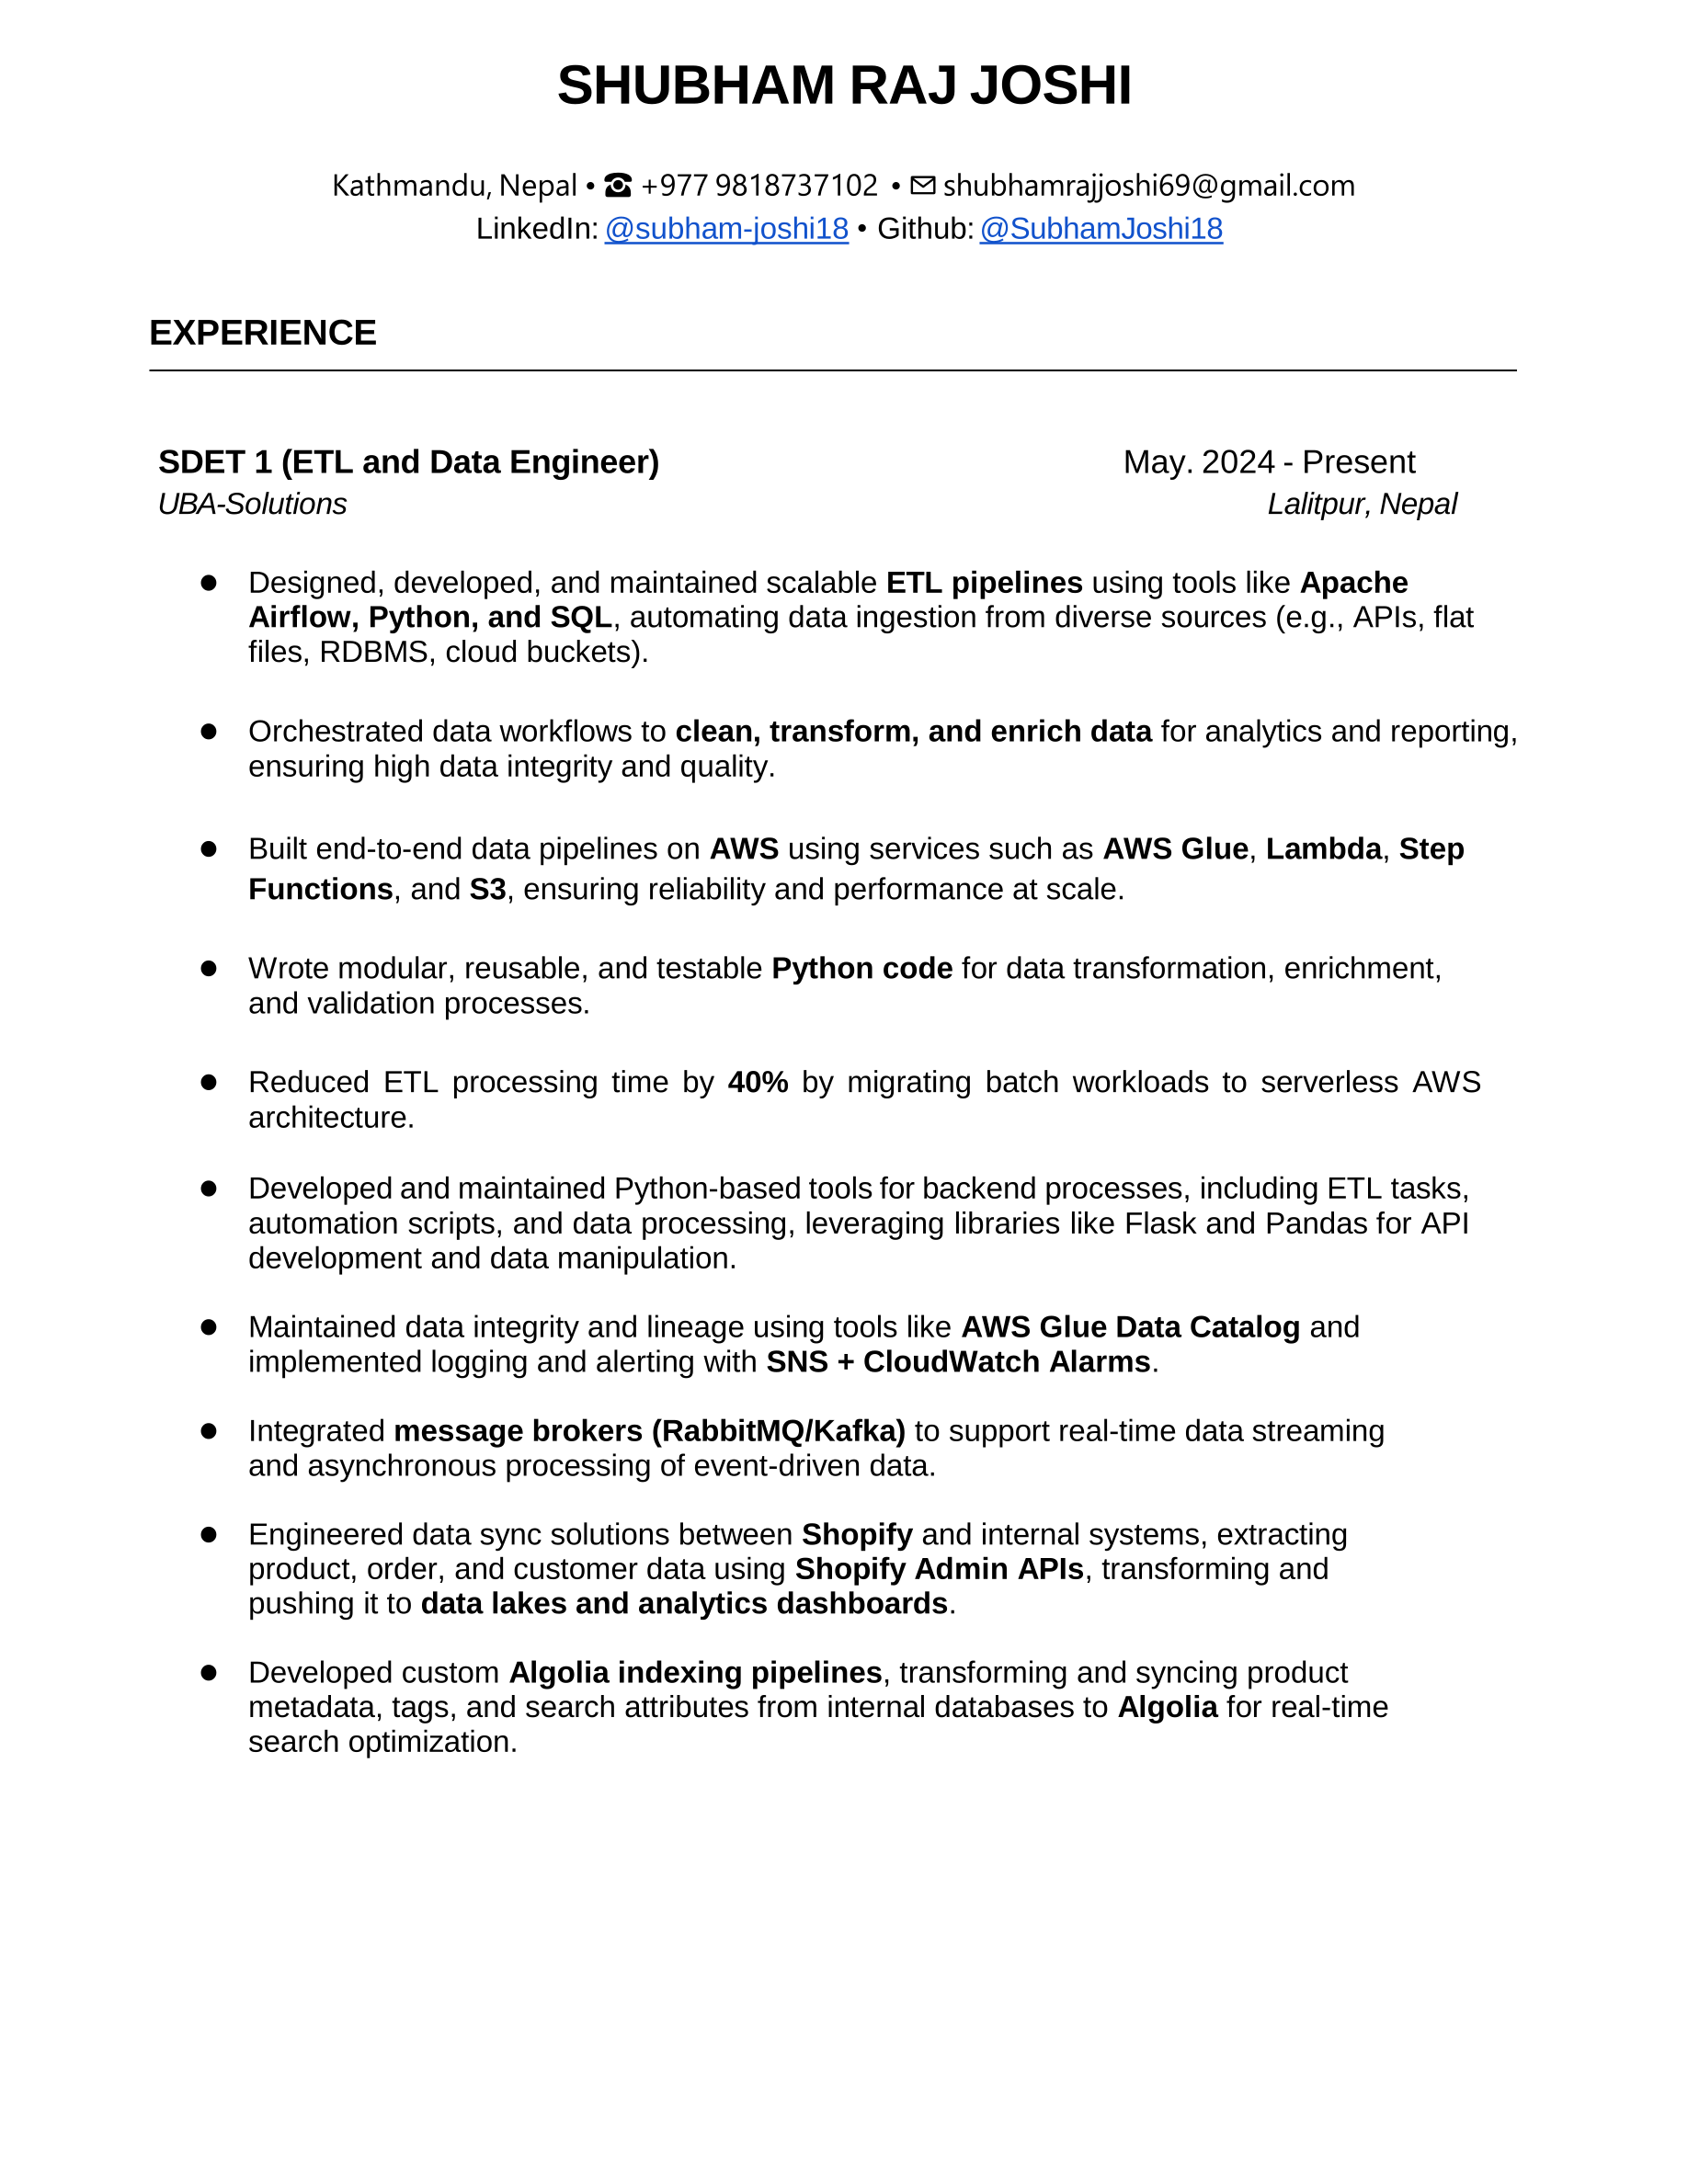 SHUBHAM RAJ JOSHI
Kathmandu, Nepal • ☎ +977 9818737102 • ✉ shubhamrajjoshi69@gmail.com
LinkedIn: @subham-joshi18 • Github: @SubhamJoshi18
EXPERIENCE
SDET 1 (ETL and Data Engineer) May. 2024 - Present
UBA-Solutions Lalitpur, Nepal
● Designed, developed, and maintained scalable ETL pipelines using tools like Apache
Airflow, Python, and SQL, automating data ingestion from diverse sources (e.g., APIs, flat
files, RDBMS, cloud buckets).
● Orchestrated data workflows to clean, transform, and enrich data for analytics and reporting,
ensuring high data integrity and quality.
● Built end-to-end data pipelines on AWS using services such as AWS Glue, Lambda, Step
Functions, and S3, ensuring reliability and performance at scale.
● Wrote modular, reusable, and testable Python code for data transformation, enrichment,
and validation processes.
● Reduced ETL processing time by 40% by migrating batch workloads to serverless AWS
architecture.
● Developed and maintained Python-based tools for backend processes, including ETL tasks,
automation scripts, and data processing, leveraging libraries like Flask and Pandas for API
development and data manipulation.
● Maintained data integrity and lineage using tools like AWS Glue Data Catalog and
implemented logging and alerting with SNS + CloudWatch Alarms.
● Integrated message brokers (RabbitMQ/Kafka) to support real-time data streaming
and asynchronous processing of event-driven data.
● Engineered data sync solutions between Shopify and internal systems, extracting
product, order, and customer data using Shopify Admin APIs, transforming and
pushing it to data lakes and analytics dashboards.
● Developed custom Algolia indexing pipelines, transforming and syncing product
metadata, tags, and search attributes from internal databases to Algolia for real-time
search optimization.